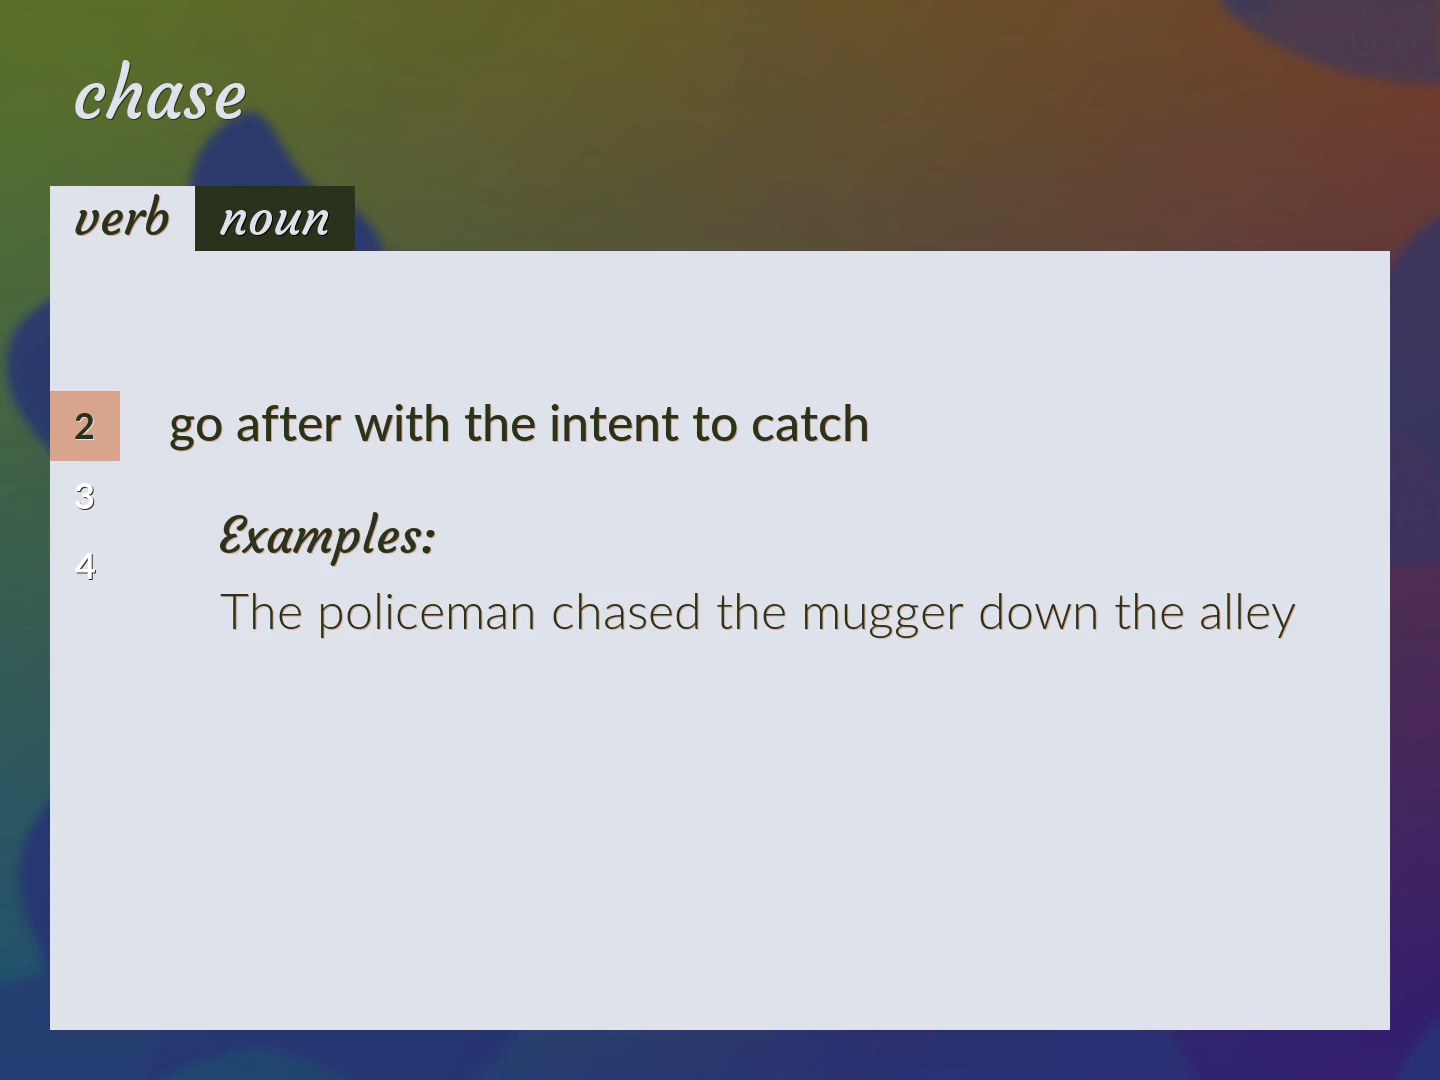 chase
verb noun
2 go after with the intent to catch
3
Examples:
4
The policeman chased the mugger down the alley